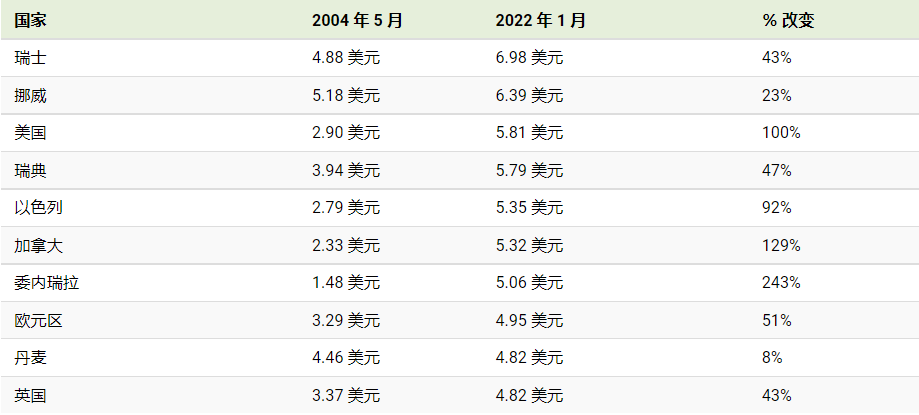 国家 2004 年 5 月 2022 年 1 月 % 改变
瑞士 4.88 美元 6.98 美元 43%
挪威 5.18 美元 6.39 美元 23%
美国 2.90 美元 5.81 美元 100%
瑞典 3.94 美元 5.79 美元 47%
以色列 2.79 美元 5.35 美元 92%
加拿大 2.33 美元 5.32 美元 129%
委内瑞拉 1.48 美元 5.06 美元 243%
欧元区 3.29 美元 4.95 美元 51%
丹麦 4.46 美元 4.82 美元 8%
英国 3.37 美元 4.82 美元 43%